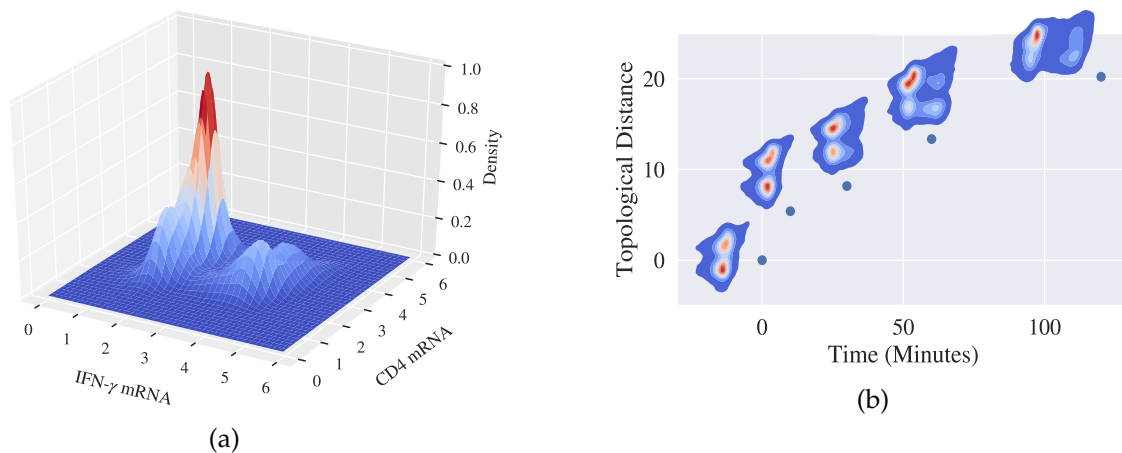 1.0
0.8
0.6
0.4
0.2
0.0
Density
0
1
2
3
4
5
6
IFN-γ mRNA
0
1
2
3
4
5
6
CD4 mRNA
(a)
20
10
0
Topological Distance
0 50 100
Time (Minutes)
(b)